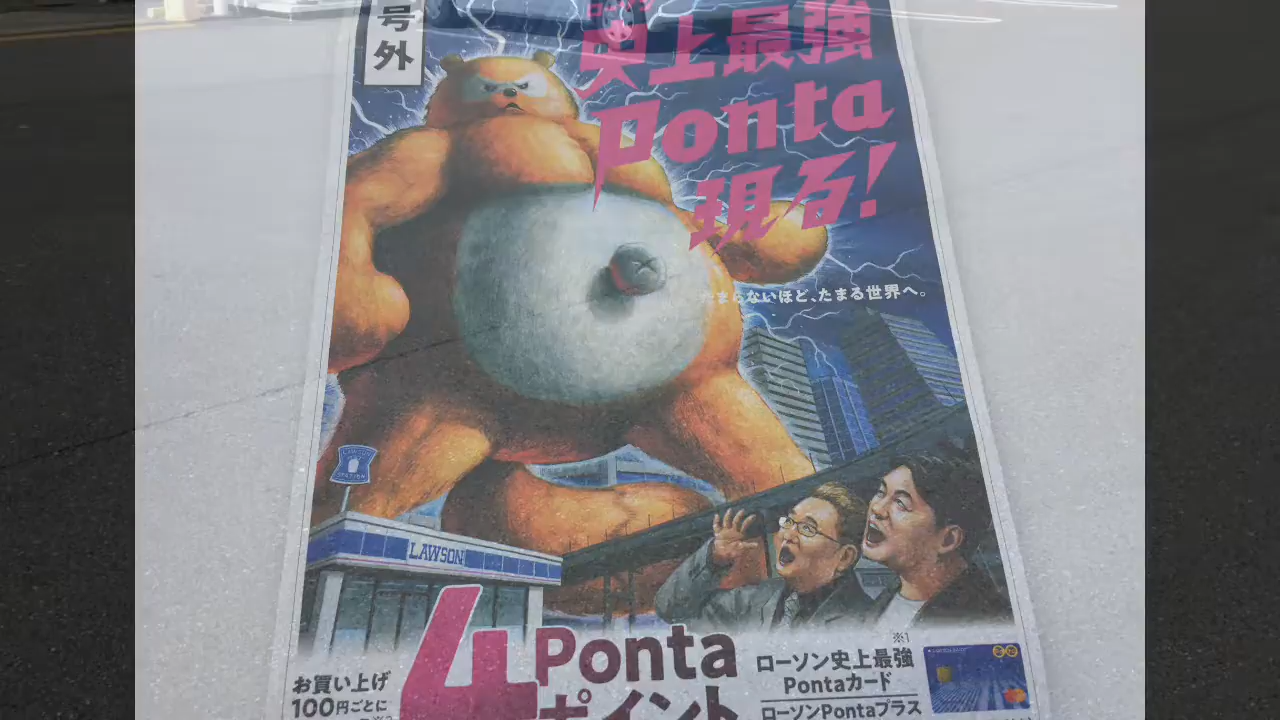 号外
史上最強
Ponta
現る!
たまらないほど、たまる世界へ。
LAWSON
STATION
LAWSON
お買い上げ
100円ごとに
4
Ponta
ポイント
※1
ローソン史上最強
Pontaカード
ローソンPontaプラス